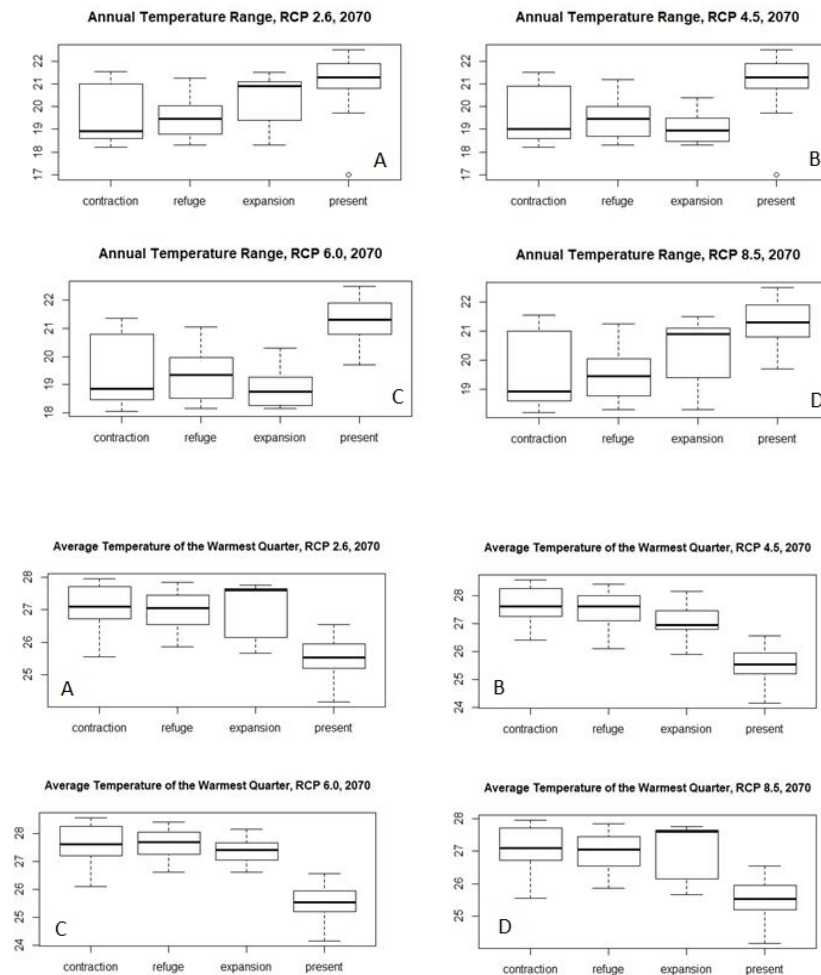 Annual Temperature Range, RCP 2.6, 2070
22
21
20
19
18
17
A
contraction refuge expansion present
Annual Temperature Range, RCP 4.5, 2070
22
21
20
19
18
17
B
contraction refuge expansion present
Annual Temperature Range, RCP 6.0, 2070
22
21
20
19
18
C
contraction refuge expansion present
Annual Temperature Range, RCP 8.5, 2070
22
21
20
19
D
contraction refuge expansion present
Average Temperature of the Warmest Quarter, RCP 2.6, 2070
28
27
26
25
A
contraction refuge expansion present
Average Temperature of the Warmest Quarter, RCP 4.5, 2070
28
27
26
25
24
B
contraction refuge expansion present
Average Temperature of the Warmest Quarter, RCP 6.0, 2070
28
27
26
25
24
C
contraction refuge expansion present
Average Temperature of the Warmest Quarter, RCP 8.5, 2070
28
27
26
25
D
contraction refuge expansion present